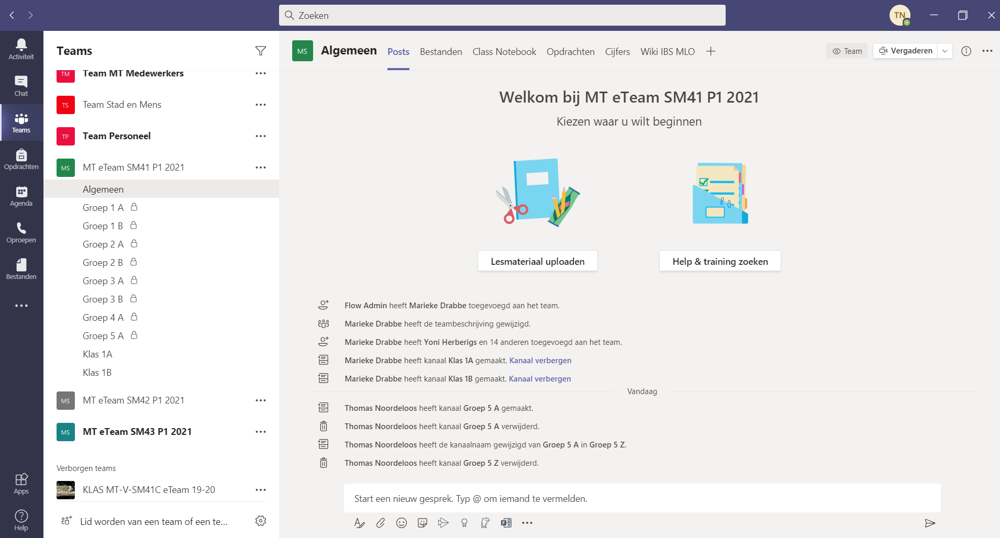 Zoeken
TN
Activiteit
Chat
Teams
Opdrachten
Agenda
Oproepen
Bestanden
Apps
Help
Teams
TM Team MT Medewerkers
TS Team Stad en Mens
TP Team Personeel
MS MT eTeam SM41 P1 2021
Algemeen
Groep 1 A
Groep 1 B
Groep 2 A
Groep 2 B
Groep 3 A
Groep 3 B
Groep 4 A
Groep 5 A
Klas 1A
Klas 1B
MS MT eTeam SM42 P1 2021
MS MT eTeam SM43 P1 2021
Verborgen teams
KLAS MT-V-SM41C eTeam 19-20
Lid worden van een team of een te...
MS Algemeen Posts Bestanden Class Notebook Opdrachten Cijfers Wiki IBS MLO Team Vergaderen
Welkom bij MT eTeam SM41 P1 2021
Kiezen waar u wilt beginnen
Lesmateriaal uploaden Help & training zoeken
Flow Admin heeft Marieke Drabbe toegevoegd aan het team.
Marieke Drabbe heeft de teambeschrijving gewijzigd.
Marieke Drabbe heeft Yoni Herberigs en 14 anderen toegevoegd aan het team.
Marieke Drabbe heeft kanaal Klas 1A gemaakt. Kanaal verbergen
Marieke Drabbe heeft kanaal Klas 1B gemaakt. Kanaal verbergen
Vandaag
Thomas Noordeloos heeft kanaal Groep 5 A gemaakt.
Thomas Noordeloos heeft kanaal Groep 5 A verwijderd.
Thomas Noordeloos heeft de kanaalnaam gewijzigd van Groep 5 A in Groep 5 Z.
Thomas Noordeloos heeft kanaal Groep 5 Z verwijderd.
Start een nieuw gesprek. Typ @ om iemand te vermelden.